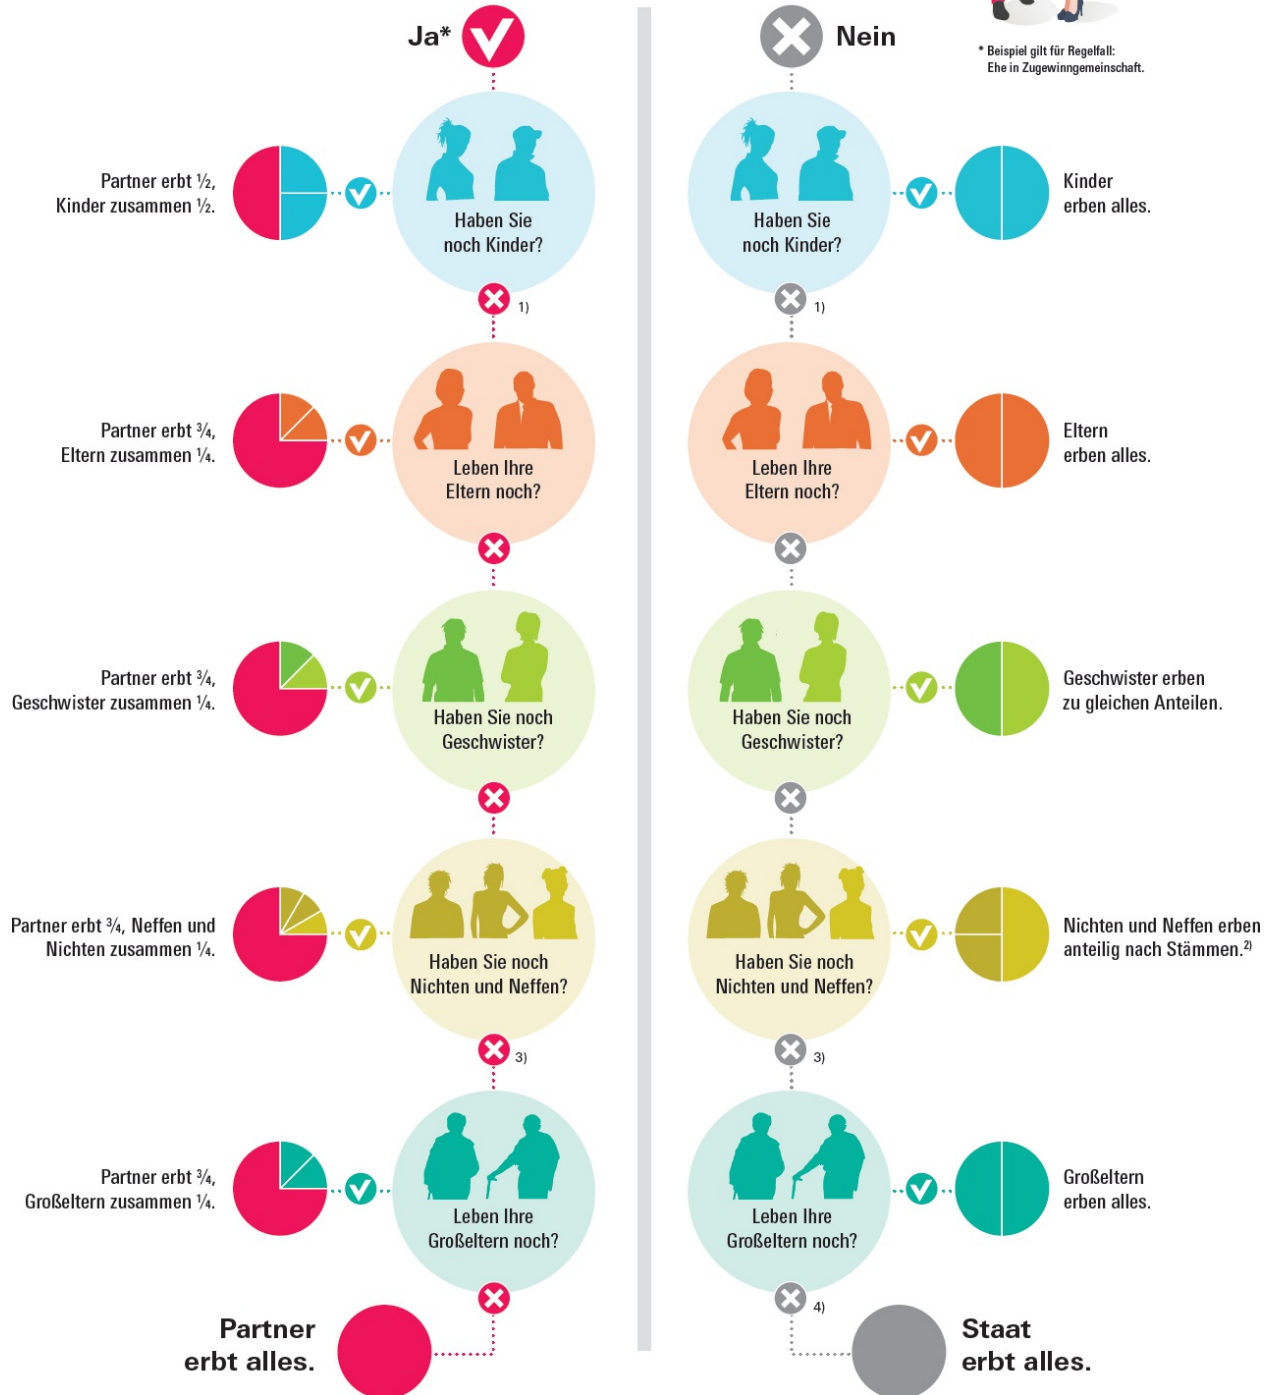 Ja*
Nein
* Beispiel gilt für Regelfall:
Ehe in Zugewinngemeinschaft.
Partner erbt ½,
Kinder zusammen ½.
Haben Sie
noch Kinder?
1)
Haben Sie
noch Kinder?
1)
Kinder
erben alles.
Partner erbt ¾,
Eltern zusammen ¼.
Leben Ihre
Eltern noch?
Leben Ihre
Eltern noch?
Eltern
erben alles.
Partner erbt ¾,
Geschwister zusammen ¼.
Haben Sie noch
Geschwister?
Haben Sie noch
Geschwister?
Geschwister erben
zu gleichen Anteilen.
Partner erbt ¾, Neffen und
Nichten zusammen ¼.
Haben Sie noch
Nichten und Neffen?
3)
Haben Sie noch
Nichten und Neffen?
3)
Nichten und Neffen erben
anteilig nach Stämmen.2)
Partner erbt ¾,
Großeltern zusammen ¼.
Leben Ihre
Großeltern noch?
Leben Ihre
Großeltern noch?
4)
Großeltern
erben alles.
Partner
erbt alles.
Staat
erbt alles.